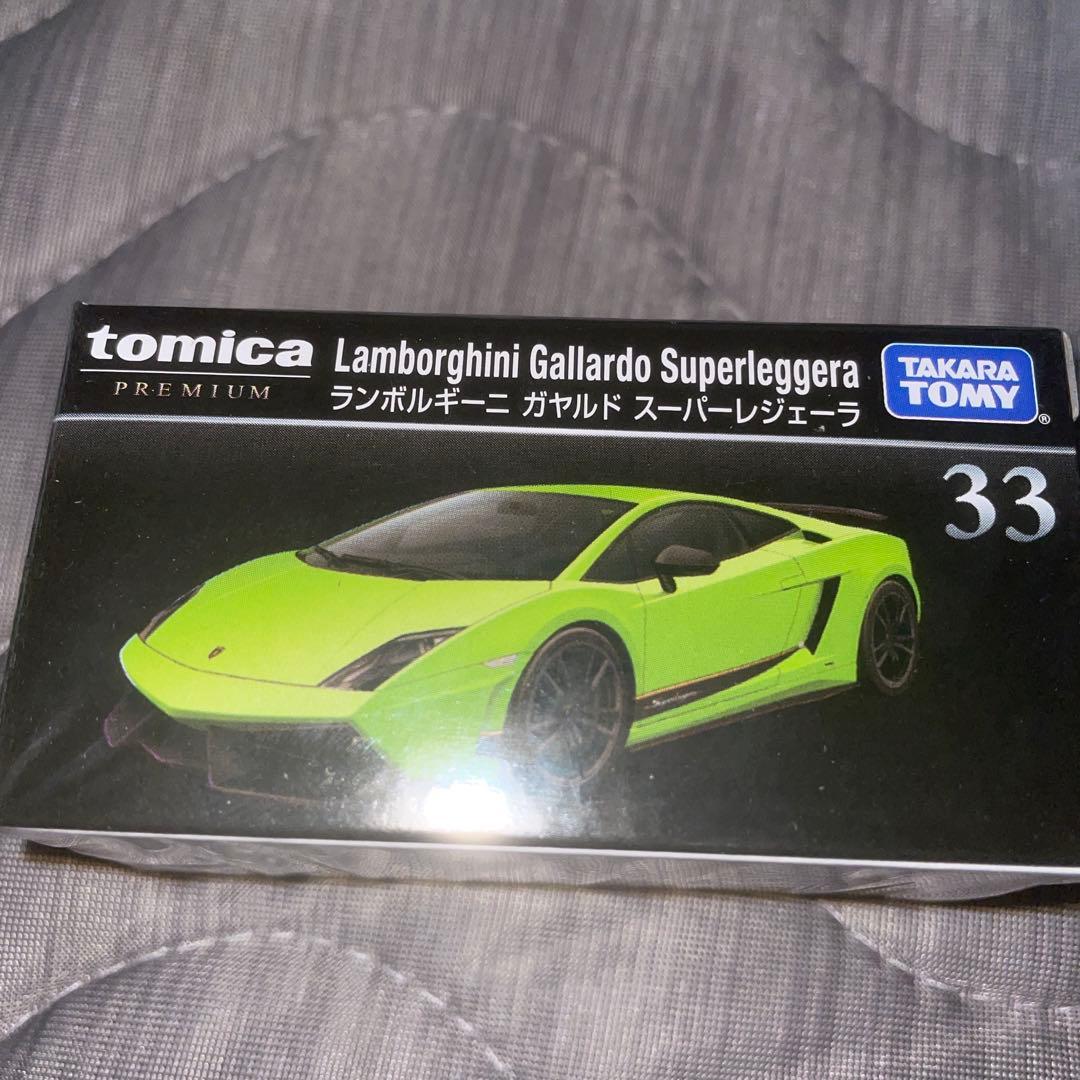 tomica
PREMIUM
Lamborghini Gallardo Superleggera
ランボルギーニ ガヤルド スーパーレジェーラ
TAKARA
TOMY®
33
Superleggera